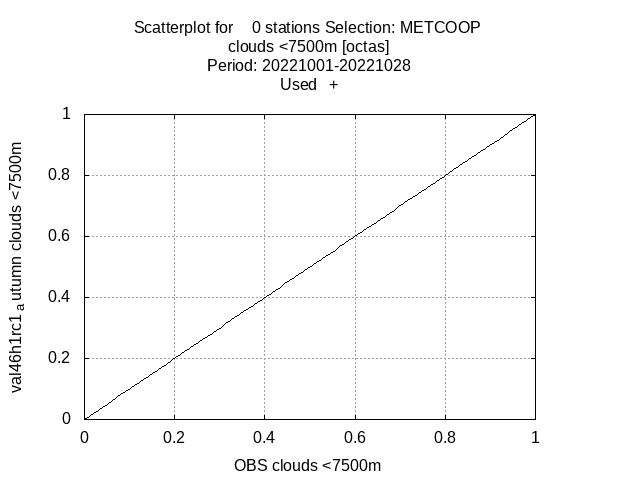 Scatterplot for    0 stations Selection: METCOOP
clouds <7500m [octas]
Period: 20221001-20221028
Used  +
1
0.8
0.6
0.4
0.2
0
val46h1rc1 a utumn clouds <7500m
0 0.2 0.4 0.6 0.8 1
OBS clouds <7500m